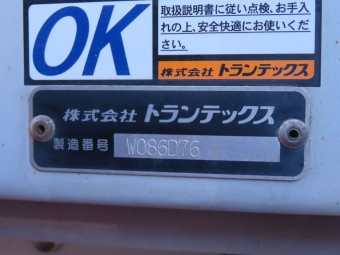 OK
取扱説明書に従い点検、お手入
れの上、安全快適にお使いくだ
さい。
株式会社 トランテックス
株式会社 トランテックス
製造番号 W086D76